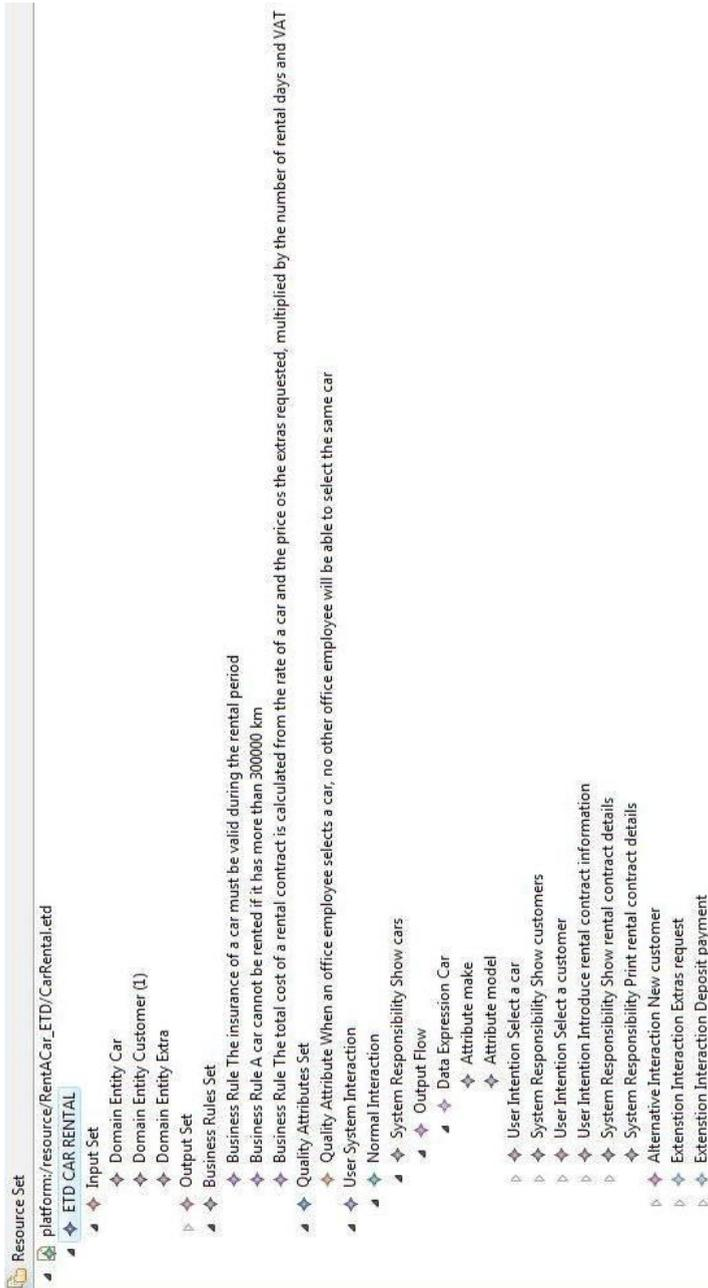 Resource Set
platform:/resource/RentACar_ETD/CarRental.etd
ETD CAR RENTAL
Input Set
Domain Entity Car
Domain Entity Customer (1)
Domain Entity Extra
Output Set
Business Rules Set
Business Rule The insurance of a car must be valid during the rental period
Business Rule A car cannot be rented if it has more than 300000 km
Business Rule The total cost of a rental contract is calculated from the rate of a car and the price os the extras requested, multiplied by the number of rental days and VAT
Quality Attributes Set
Quality Attribute When an office employee selects a car, no other office employee will be able to select the same car
User System Interaction
Normal Interaction
System Responsibility Show cars
Output Flow
Data Expression Car
Attribute make
Attribute model
User Intention Select a car
System Responsibility Show customers
User Intention Select a customer
User Intention Introduce rental contract information
System Responsibility Show rental contract details
System Responsibility Print rental contract details
Alternative Interaction New customer
Extenstion Interaction Extras request
Extenstion Interaction Deposit payment